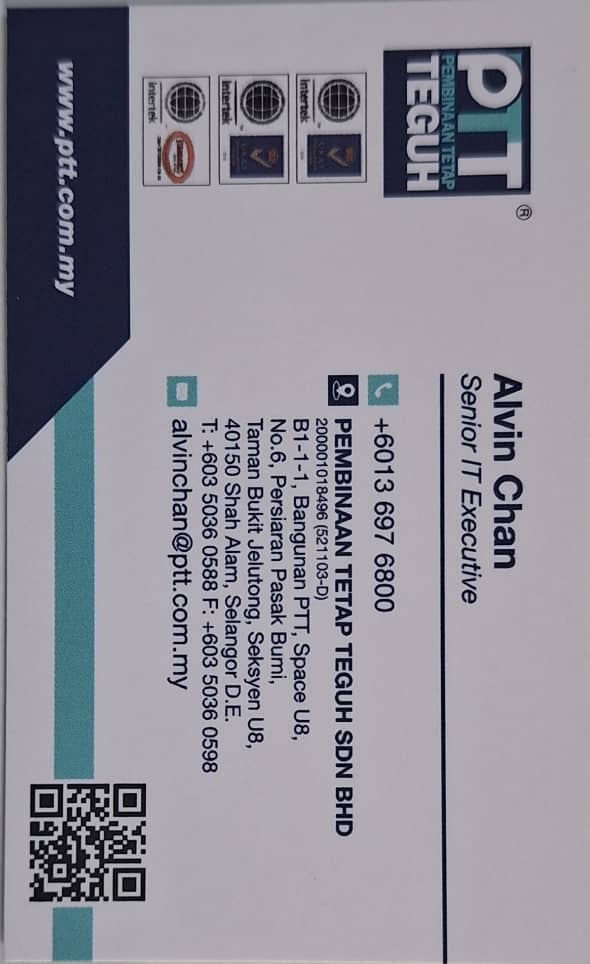 PTT
®
PEMBINAAN TETAP
TEGUH
Alvin Chan
Senior IT Executive
+6013 697 6800
PEMBINAAN TETAP TEGUH SDN BHD
200001018496 (521103-D)
B1-1-1, Bangunan PTT, Space U8,
No.6, Persiaran Pasak Bumi,
Taman Bukit Jelutong, Seksyen U8,
40150 Shah Alam, Selangor D.E.
T: +603 5036 0588 F: +603 5036 0598
alvinchan@ptt.com.my
intertek
UKAS
intertek
UKAS
intertek
STANDARDS
www.ptt.com.my